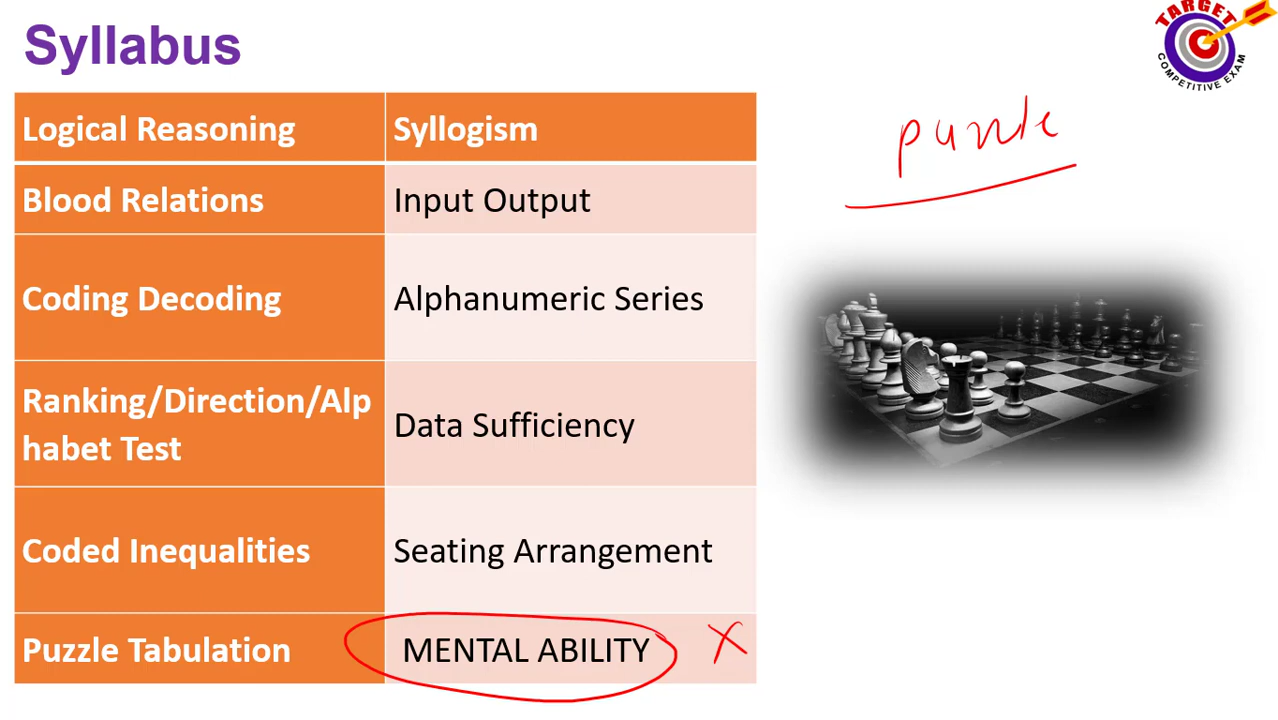 Syllabus
TARGET
COMPETITIVE EXAM
Logical Reasoning Syllogism
Blood Relations Input Output
Coding Decoding Alphanumeric Series
Ranking/Direction/Alp
habet Test Data Sufficiency
Coded Inequalities Seating Arrangement
Puzzle Tabulation MENTAL ABILITY X
puzzle